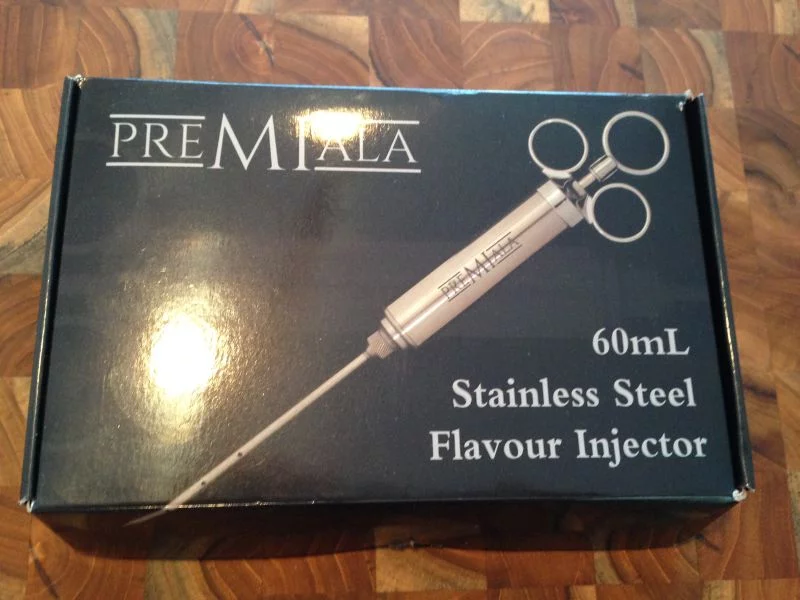 PREMIALA
PREMIALA
60mL
Stainless Steel
Flavour Injector